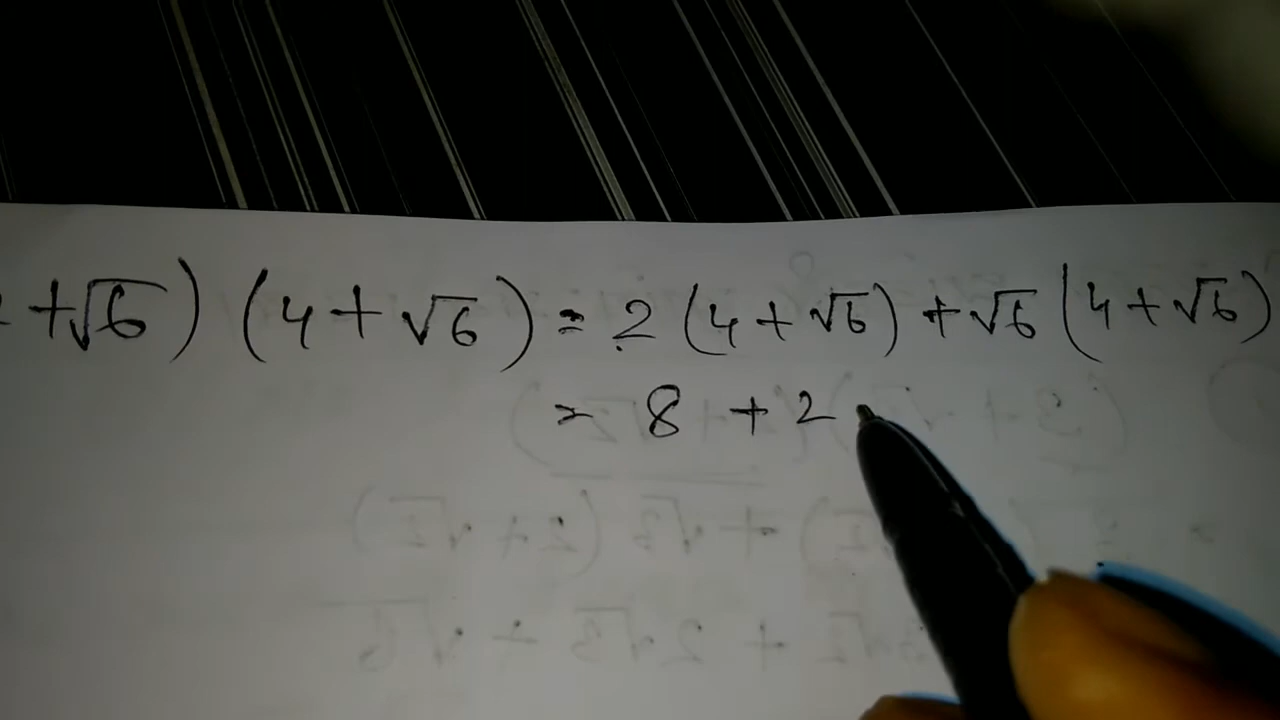 +√6) (4+√6) = 2(4+√6) + √6(4+√6)
= 8 + 2